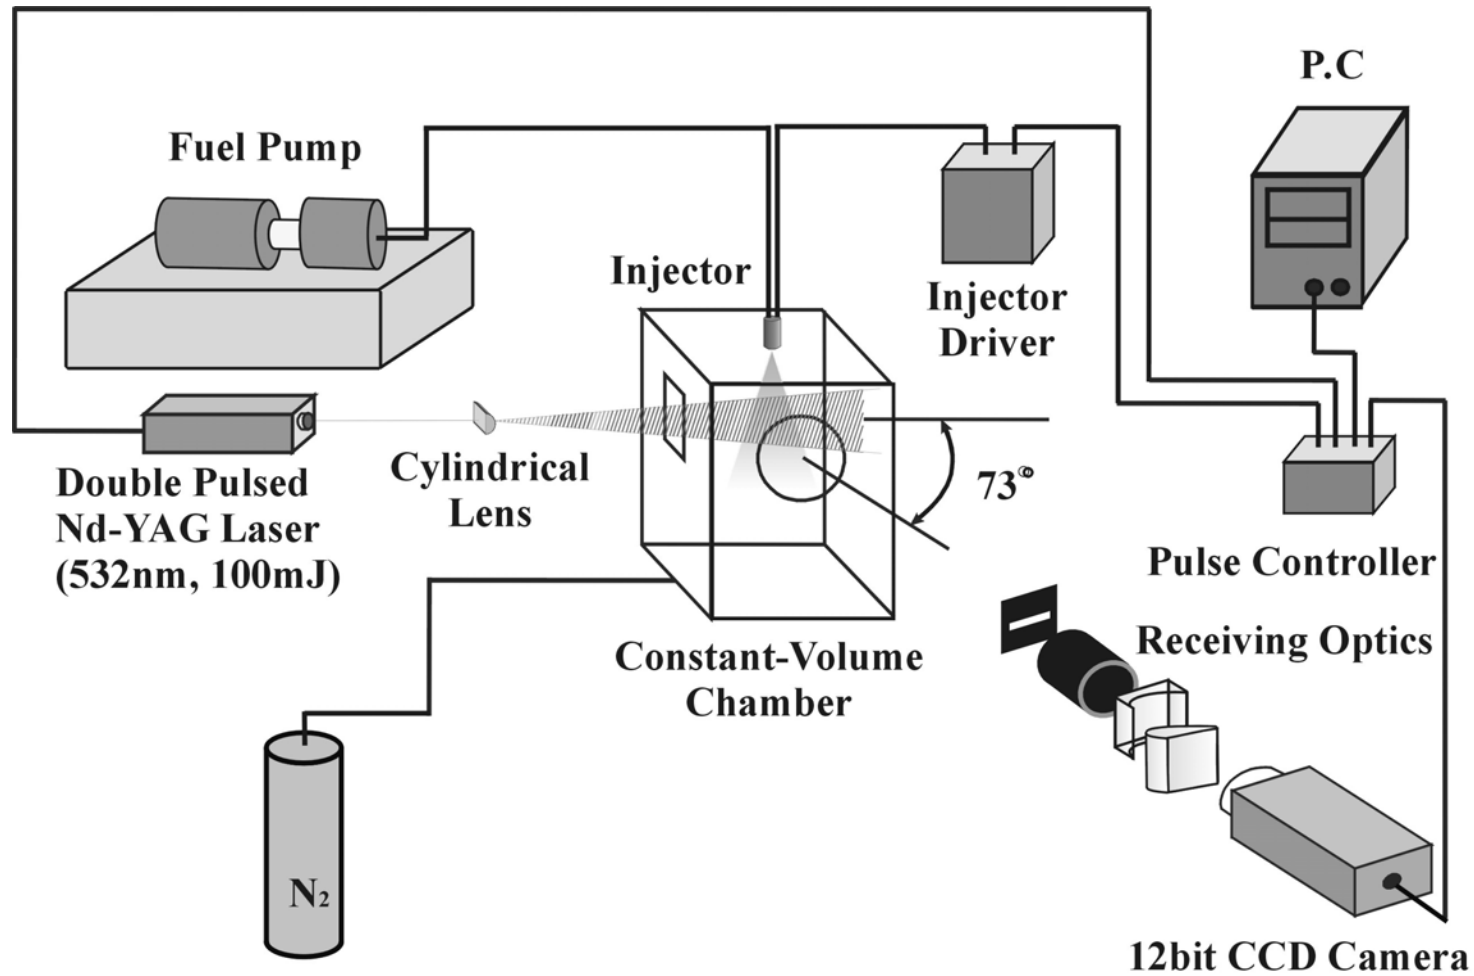 P.C
Fuel Pump
Injector
Injector
Driver
Cylindrical
Lens
73°
Double Pulsed
Nd-YAG Laser
(532nm, 100mJ)
Pulse Controller
Receiving Optics
Constant-Volume
Chamber
N₂
12bit CCD Camera